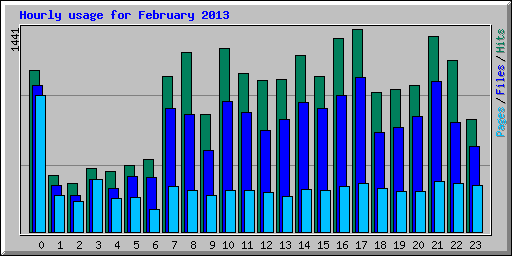 Hourly usage for February 2013
1441
Pages/Files/Hits
0 1 2 3 4 5 6 7 8 9 10 11 12 13 14 15 16 17 18 19 20 21 22 23